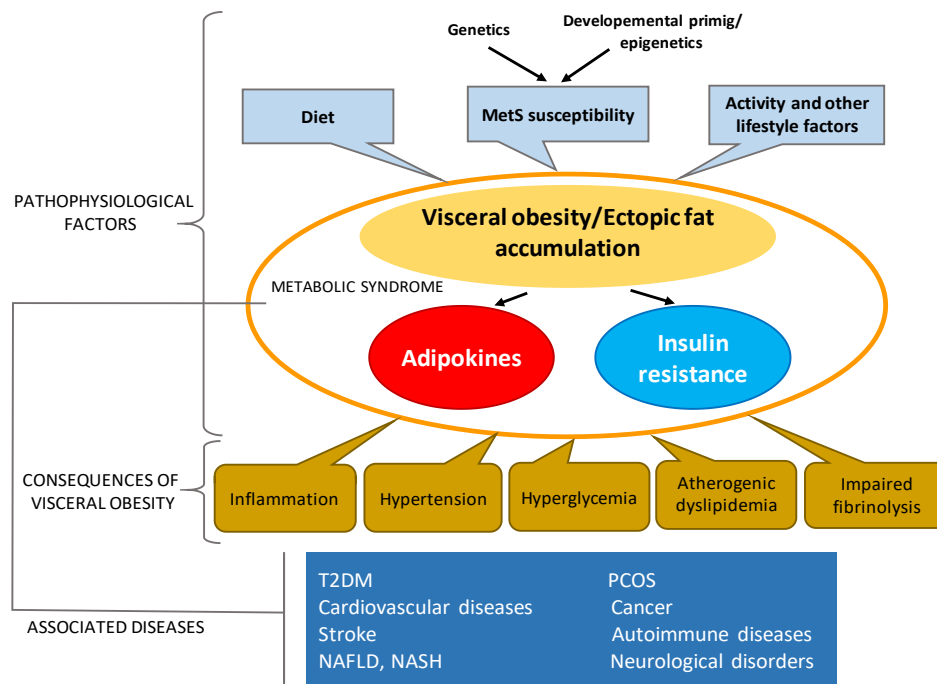 Genetics
Developemental primig/
epigenetics
Diet
MetS susceptibility
Activity and other
lifestyle factors
PATHOPHYSIOLOGICAL
FACTORS
Visceral obesity/Ectopic fat
accumulation
METABOLIC SYNDROME
Adipokines
Insulin
resistance
CONSEQUENCES OF
VISCERAL OBESITY
Inflammation
Hypertension
Hyperglycemia
Atherogenic
dyslipidemia
Impaired
fibrinolysis
ASSOCIATED DISEASES
T2DM
Cardiovascular diseases
Stroke
NAFLD, NASH
PCOS
Cancer
Autoimmune diseases
Neurological disorders